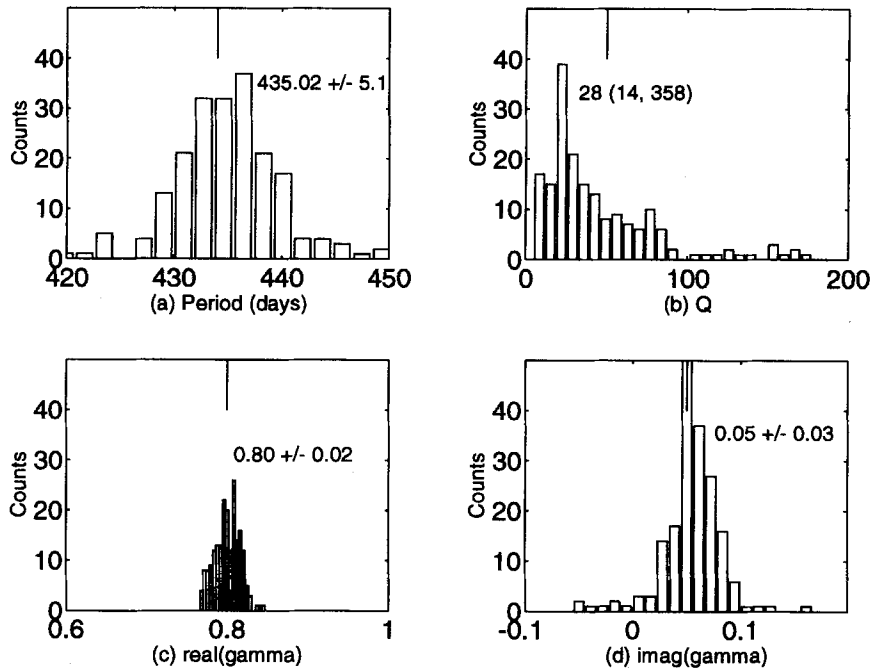 40
30
20
10
0
Counts
435.02 +/- 5.1
420
430
440
450
(a) Period (days)
40
30
20
10
0
Counts
28 (14, 358)
0
100
200
(b) Q
40
30
20
10
0
Counts
0.80 +/- 0.02
0.6
0.8
1
(c) real(gamma)
40
30
20
10
0
Counts
0.05 +/- 0.03
-0.1
0
0.1
(d) imag(gamma)